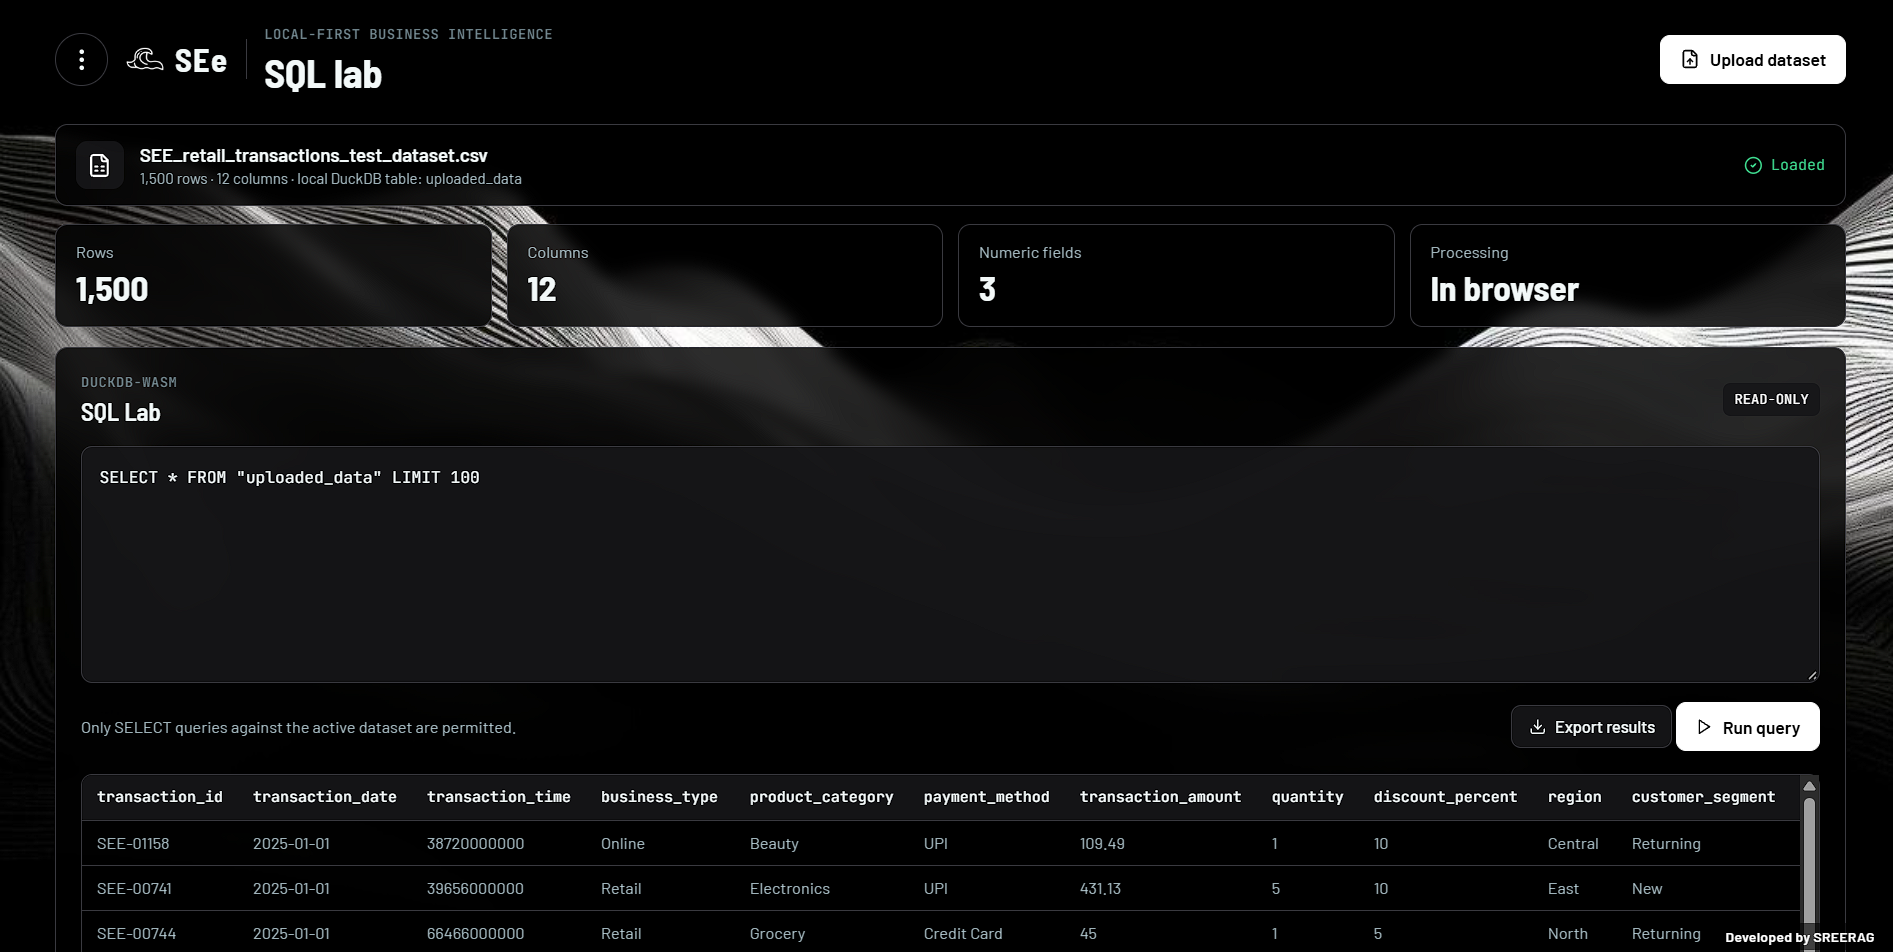 LOCAL-FIRST BUSINESS INTELLIGENCE
SEe
SQL lab
Upload dataset
SEE_retail_transactions_test_dataset.csv
1,500 rows · 12 columns · local DuckDB table: uploaded_data
Loaded
Rows
1,500
Columns
12
Numeric fields
3
Processing
In browser
DUCKDB-WASM
SQL Lab
READ-ONLY
SELECT * FROM "uploaded_data" LIMIT 100
Only SELECT queries against the active dataset are permitted.
Export results
Run query
transaction_id transaction_date transaction_time business_type product_category payment_method transaction_amount quantity discount_percent region customer_segment
SEE-01158 2025-01-01 38720000000 Online Beauty UPI 109.49 1 10 Central Returning
SEE-00741 2025-01-01 39656000000 Retail Electronics UPI 431.13 5 10 East New
SEE-00744 2025-01-01 66466000000 Retail Grocery Credit Card 45 1 5 North Returning
Developed by SREERAG